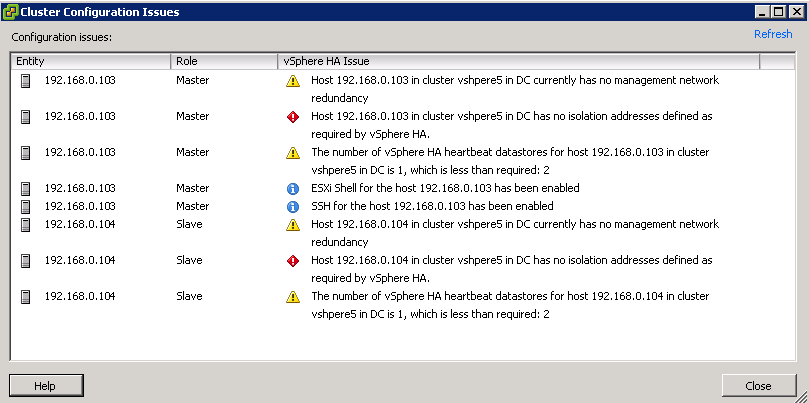 Cluster Configuration Issues
Configuration issues:
Refresh
Entity Role vSphere HA Issue
192.168.0.103 Master Host 192.168.0.103 in cluster vshpere5 in DC currently has no management network
redundancy
192.168.0.103 Master Host 192.168.0.103 in cluster vshpere5 in DC has no isolation addresses defined as
required by vSphere HA.
192.168.0.103 Master The number of vSphere HA heartbeat datastores for host 192.168.0.103 in cluster
vshpere5 in DC is 1, which is less than required: 2
192.168.0.103 Master ESXi Shell for the host 192.168.0.103 has been enabled
192.168.0.103 Master SSH for the host 192.168.0.103 has been enabled
192.168.0.104 Slave Host 192.168.0.104 in cluster vshpere5 in DC currently has no management network
redundancy
192.168.0.104 Slave Host 192.168.0.104 in cluster vshpere5 in DC has no isolation addresses defined as
required by vSphere HA.
192.168.0.104 Slave The number of vSphere HA heartbeat datastores for host 192.168.0.104 in cluster
vshpere5 in DC is 1, which is less than required: 2
Help Close